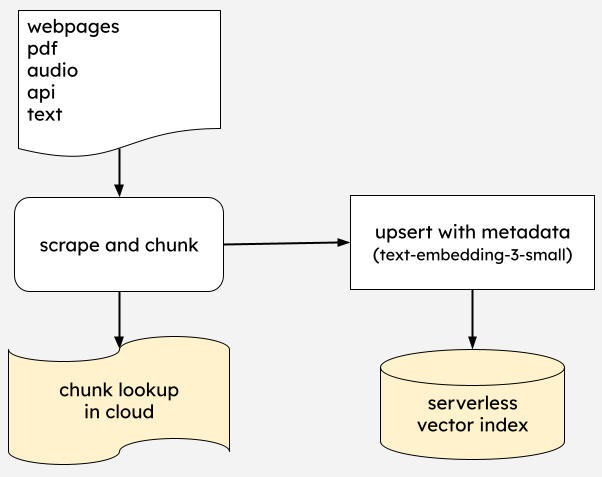 webpages
pdf
audio
api
text
scrape and chunk
upsert with metadata
(text-embedding-3-small)
chunk lookup
in cloud
serverless
vector index